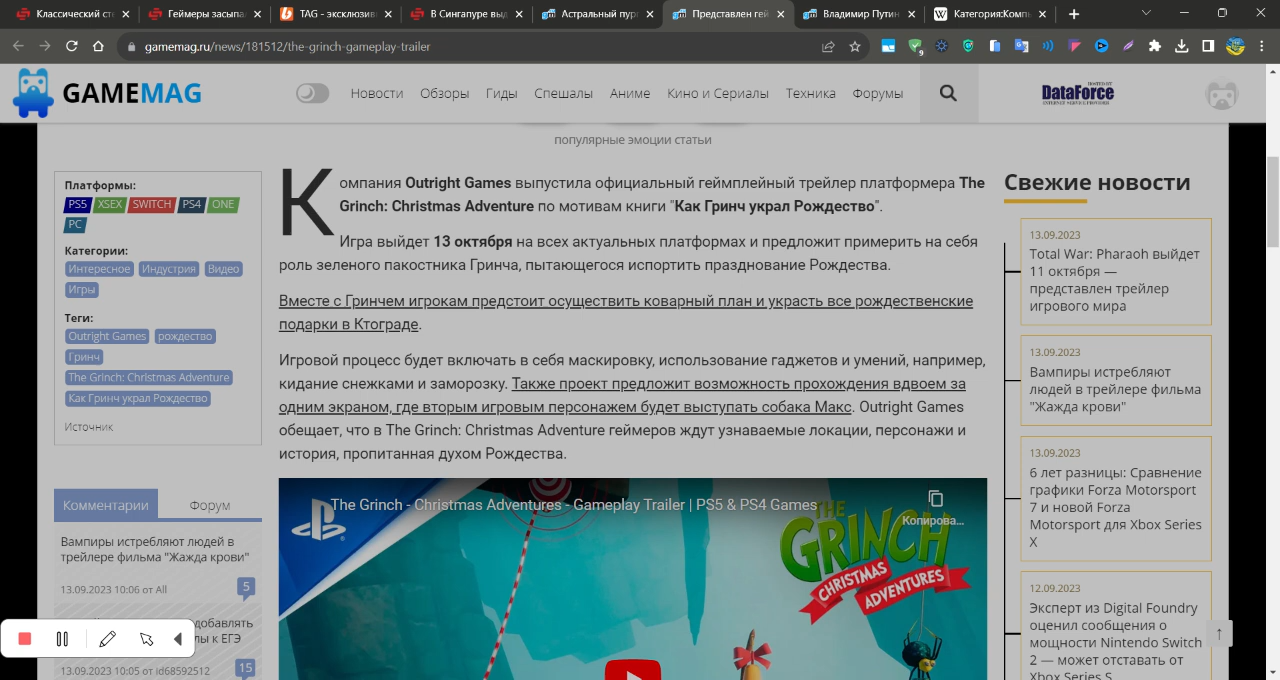 Классический ст
Геймеры засыпа
TAG - эксклюзив
В Сингапуре выд
Астральный пур
Представлен гей
Владимир Путин
Категория:Комп
gamemag.ru/news/181512/the-grinch-gameplay-trailer
9
GAMEMAG
Новости Обзоры Гиды Спешалы Аниме Кино и Сериалы Техника Форумы
HOSTED BY
DataForce
INTERNET SERVICE PROVIDERS
популярные эмоции статьи
Платформы:
PS5 XSEX SWITCH PS4 ONE
PC
Категории:
Интересное Индустрия Видео
Игры
Теги:
Outright Games рождество
Гринч
The Grinch: Christmas Adventure
Как Гринч украл Рождество
Источник
Комментарии Форум
Вампиры истребляют людей в
трейлере фильма "Жажда крови"
13.09.2023 10:06 от All
5
добавлять
лы к ЕГЭ
13.09.2023 10:05 от id68592512
15
Компания Outright Games выпустила официальный геймплейный трейлер платформера The
Grinch: Christmas Adventure по мотивам книги "Как Гринч украл Рождество".
Игра выйдет 13 октября на всех актуальных платформах и предложит примерить на себя
роль зеленого пакостника Гринча, пытающегося испортить празднование Рождества.
Вместе с Гринчем игрокам предстоит осуществить коварный план и украсть все рождественские
подарки в Ктограде.
Игровой процесс будет включать в себя маскировку, использование гаджетов и умений, например,
кидание снежками и заморозку. Также проект предложит возможность прохождения вдвоем за
одним экраном, где вторым игровым персонажем будет выступать собака Макс. Outright Games
обещает, что в The Grinch: Christmas Adventure геймеров ждут узнаваемые локации, персонажи и
история, пропитанная духом Рождества.
The Grinch - Christmas Adventures - Gameplay Trailer | PS5 & PS4 Games
Копирова...
THE
GRINCH
CHRISTMAS
ADVENTURES
Свежие новости
13.09.2023
Total War: Pharaoh выйдет
11 октября —
представлен трейлер
игрового мира
13.09.2023
Вампиры истребляют
людей в трейлере фильма
"Жажда крови"
13.09.2023
6 лет разницы: Сравнение
графики Forza Motorsport
7 и новой Forza
Motorsport для Xbox Series
X
12.09.2023
Эксперт из Digital Foundry
оценил сообщения о
мощности Nintendo Switch
2 — может отставать от
Xbox Series S